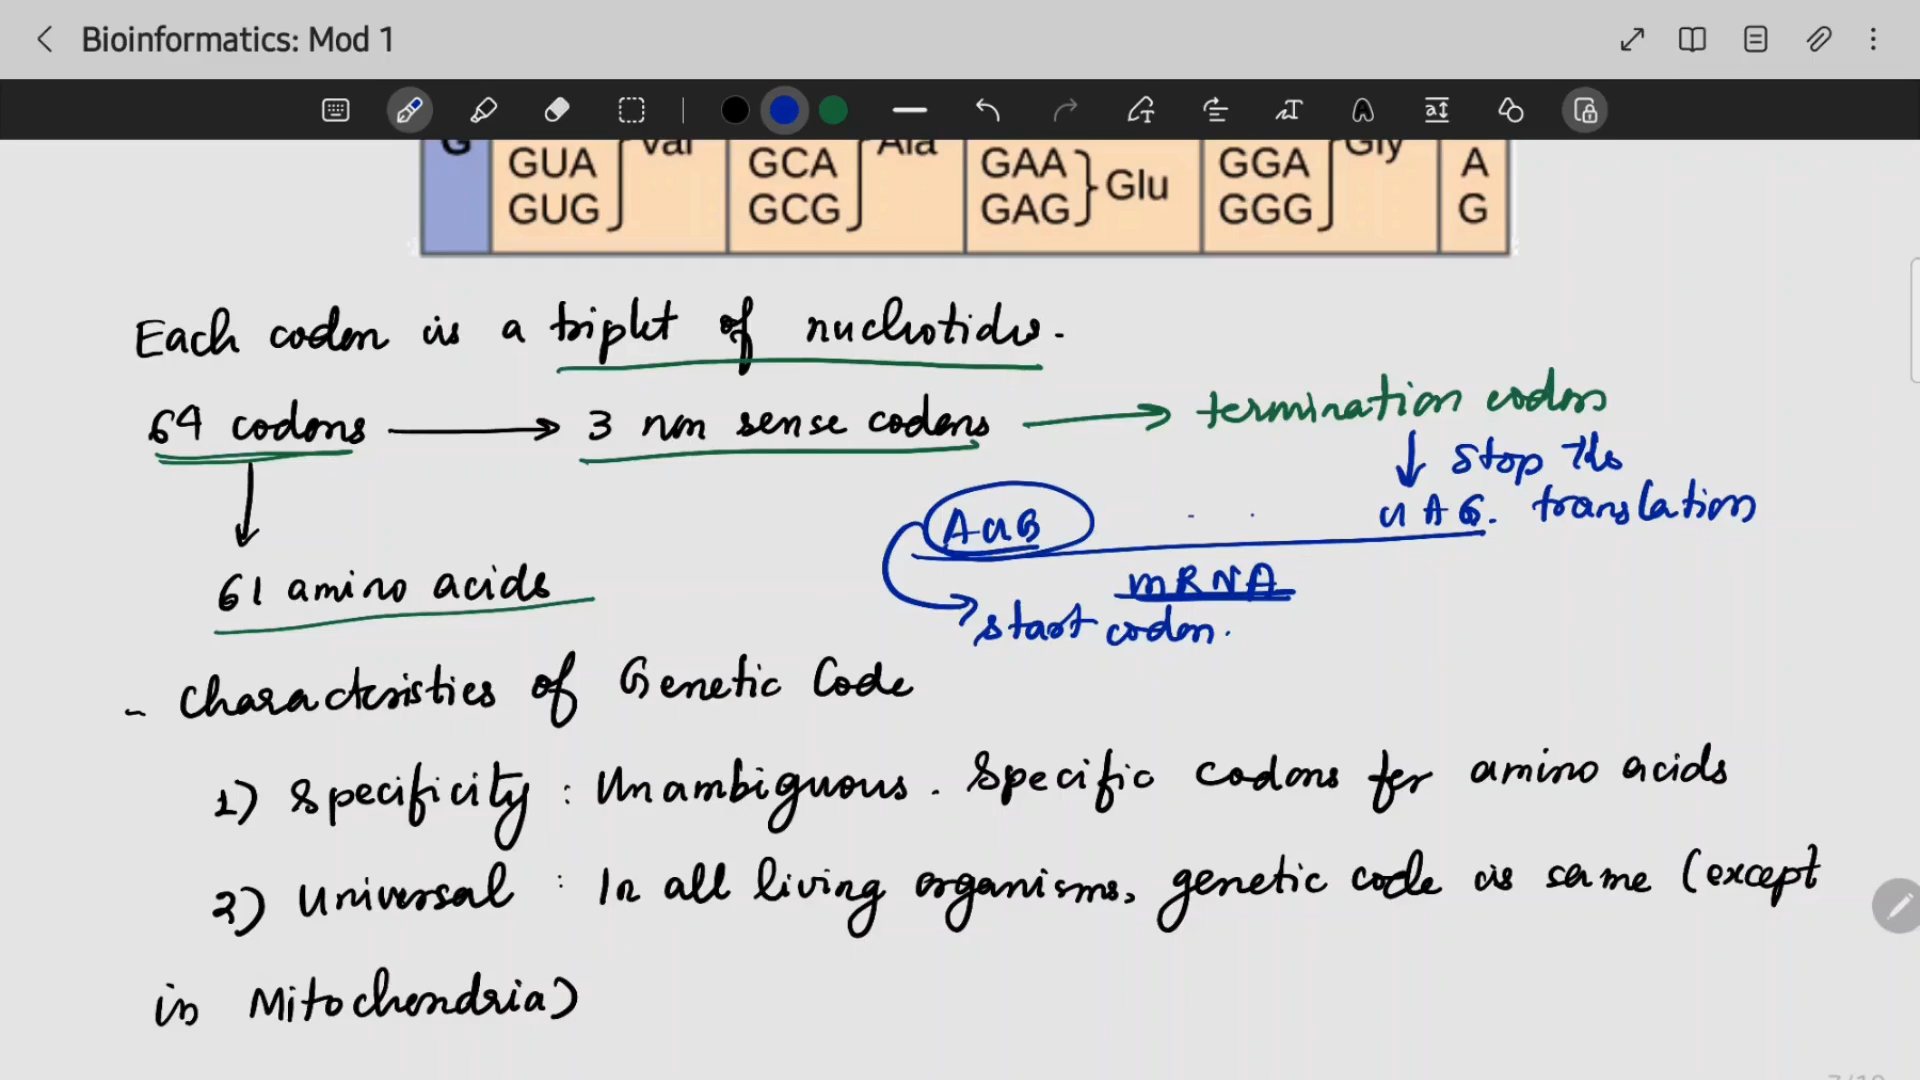 Bioinformatics: Mod 1
G Val Ala Gly
GUA GCA GAA GGA A
Glu
GUG GCG GAG GGG G
Each codon is a triplet of nucleotides.
64 codons → 3 non sense codons → termination codons
↓ stop the
AUG - . UAG. translation
61 amino acids
mRNA
start codon.
- Characteristics of Genetic Code
1) Specificity : Unambiguous. Specific codons for amino acids
2) Universal : In all living organisms, genetic code is same (except
in Mitochondria)